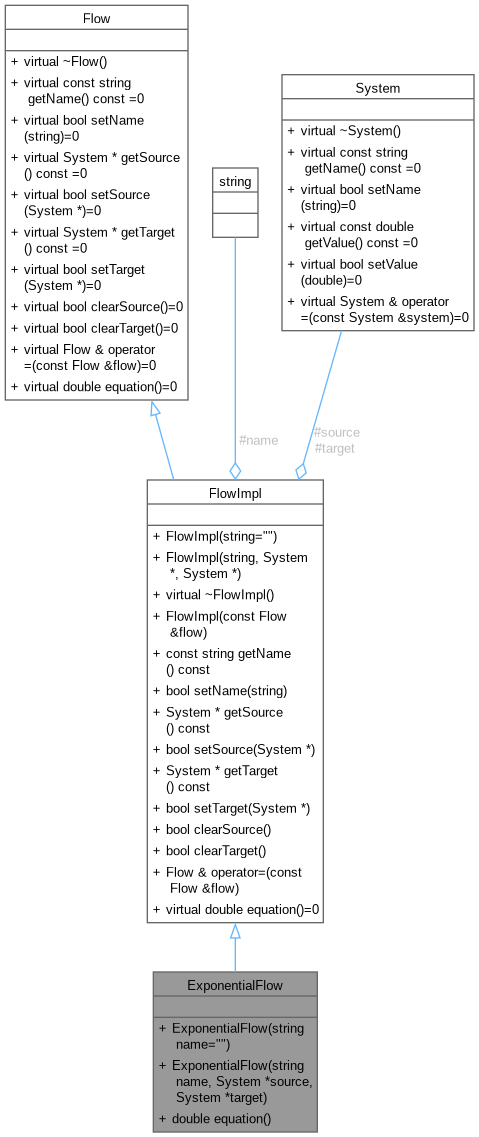 Flow
+ virtual ~Flow()
+ virtual const string
getName() const =0
+ virtual bool setName
(string)=0
+ virtual System * getSource
() const =0
+ virtual bool setSource
(System *)=0
+ virtual System * getTarget
() const =0
+ virtual bool setTarget
(System *)=0
+ virtual bool clearSource()=0
+ virtual bool clearTarget()=0
+ virtual Flow & operator
=(const Flow &flow)=0
+ virtual double equation()=0
string
System
+ virtual ~System()
+ virtual const string
getName() const =0
+ virtual bool setName
(string)=0
+ virtual const double
getValue() const =0
+ virtual bool setValue
(double)=0
+ virtual System & operator
=(const System &system)=0
#name
#source
#target
FlowImpl
+ FlowImpl(string="")
+ FlowImpl(string, System
*, System *)
+ virtual ~FlowImpl()
+ FlowImpl(const Flow
&flow)
+ const string getName
() const
+ bool setName(string)
+ System * getSource
() const
+ bool setSource(System *)
+ System * getTarget
() const
+ bool setTarget(System *)
+ bool clearSource()
+ bool clearTarget()
+ Flow & operator=(const
Flow &flow)
+ virtual double equation()=0
ExponentialFlow
+ ExponentialFlow(string
name="")
+ ExponentialFlow(string
name, System *source,
System *target)
+ double equation()